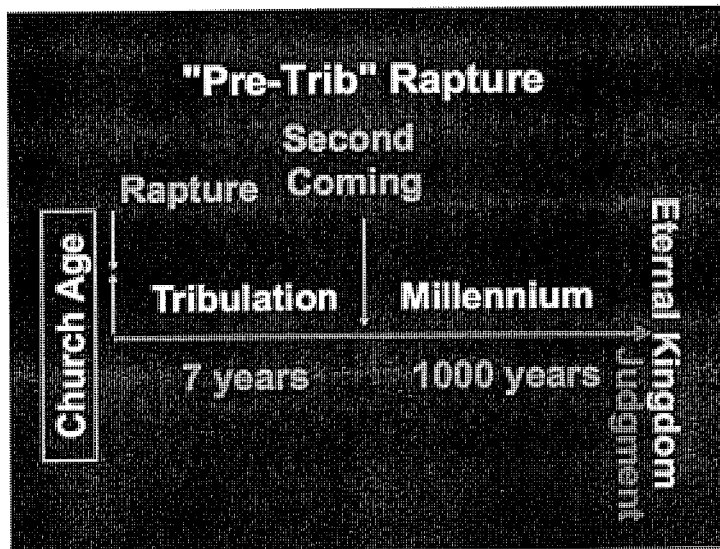 "Pre-Trib" Rapture
Second
Coming
Rapture
Church Age
Tribulation
Millennium
7 years
1000 years
Judgment
Eternal Kingdom